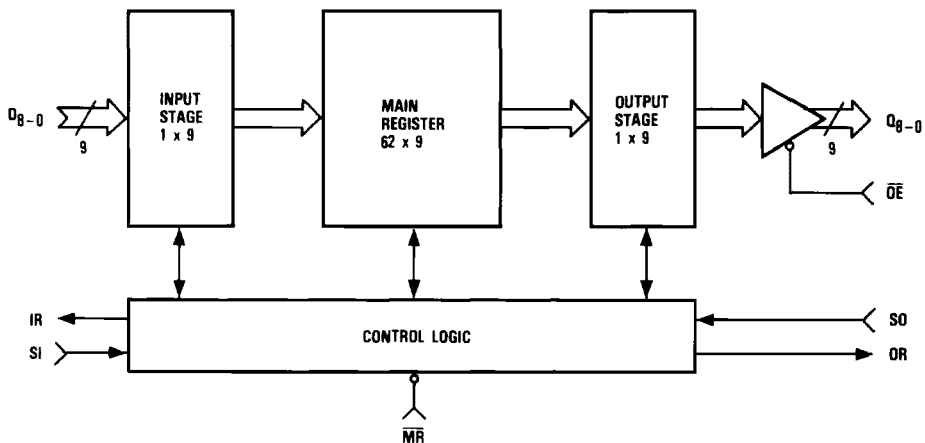 D8-0
9
INPUT
STAGE
1 x 9
MAIN
REGISTER
62 x 9
OUTPUT
STAGE
1 x 9
9
Q8-0
OE
IR
SI
CONTROL LOGIC
SO
OR
MR